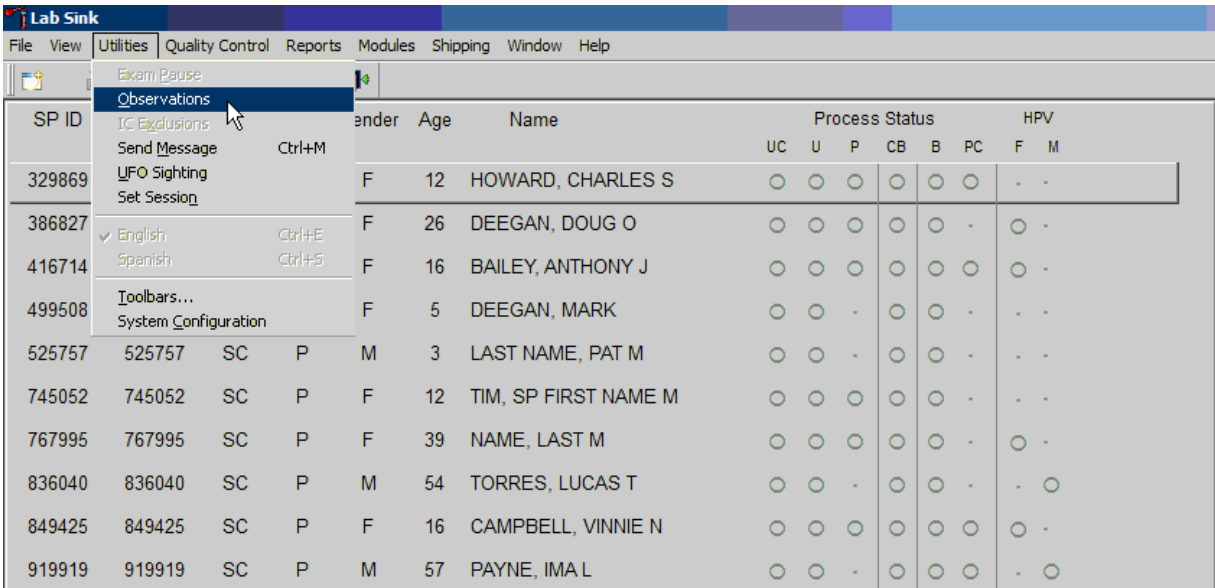 Lab Sink
File View Utilities Quality Control Reports Modules Shipping Window Help
Exam Pause
Observations
IC Exclusions
Send Message Ctrl+M
UFO Sighting
Set Session
English Ctrl+E
Spanish Ctrl+S
Toolbars...
System Configuration
SP ID ender Age Name Process Status HPV
UC U P CB B PC F M
329869 F 12 HOWARD, CHARLES S
386827 F 26 DEEGAN, DOUG O
416714 F 16 BAILEY, ANTHONY J
499508 F 5 DEEGAN, MARK
525757 525757 SC P M 3 LAST NAME, PAT M
745052 745052 SC P F 12 TIM, SP FIRST NAME M
767995 767995 SC P F 39 NAME, LAST M
836040 836040 SC P M 54 TORRES, LUCAS T
849425 849425 SC P F 16 CAMPBELL, VINNIE N
919919 919919 SC P M 57 PAYNE, IMA L